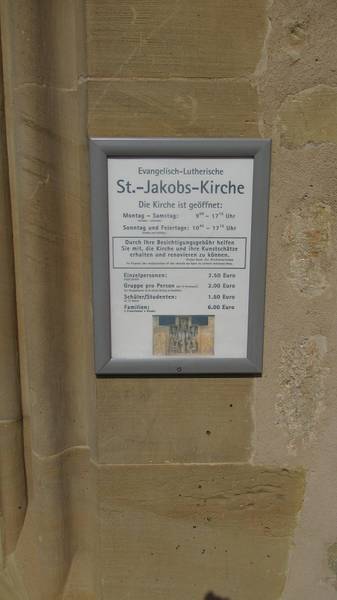 Evangelisch-Lutherische
St.-Jakobs-Kirche
Die Kirche ist geöffnet:
Montag – Samstag: 9⁰⁰ – 17¹⁵ Uhr
Sonntag und Feiertage: 10⁴⁵ – 17¹⁵ Uhr
Durch Ihre Besichtigungsgebühr helfen
Sie mit, die Kirche und ihre Kunstschätze
erhalten und renovieren zu können.
Einzelpersonen: 2.50 Euro
Gruppe pro Person 2.00 Euro
Schüler/Studenten: 1.50 Euro
Familien: 6.00 Euro